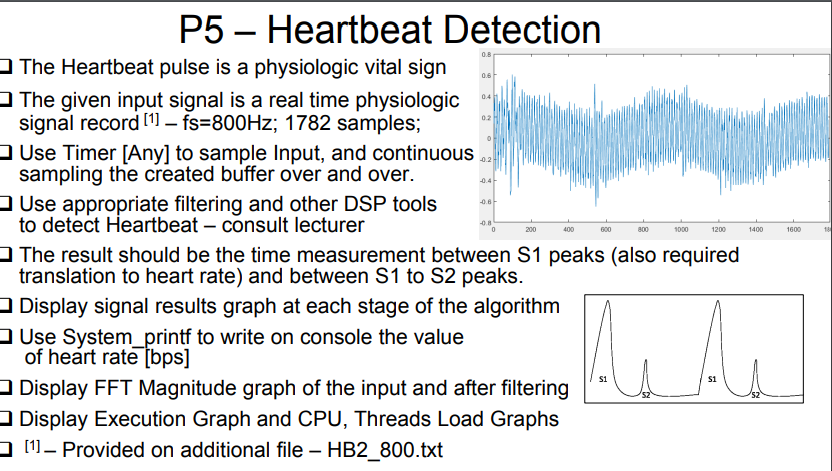 P5 – Heartbeat Detection
The Heartbeat pulse is a physiologic vital sign
The given input signal is a real time physiologic
signal record [1] – fs=800Hz; 1782 samples;
Use Timer [Any] to sample Input, and continuous
sampling the created buffer over and over.
Use appropriate filtering and other DSP tools
to detect Heartbeat – consult lecturer
The result should be the time measurement between S1 peaks (also required
translation to heart rate) and between S1 to S2 peaks.
Display signal results graph at each stage of the algorithm
Use System_printf to write on console the value
of heart rate [bps]
Display FFT Magnitude graph of the input and after filtering
Display Execution Graph and CPU, Threads Load Graphs
[1] – Provided on additional file – HB2_800.txt
0.8
0.6
0.4
0.2
0
-0.2
-0.4
-0.6
-0.8
0 200 400 600 800 1000 1200 1400 1600
S1 S2 S1 S2